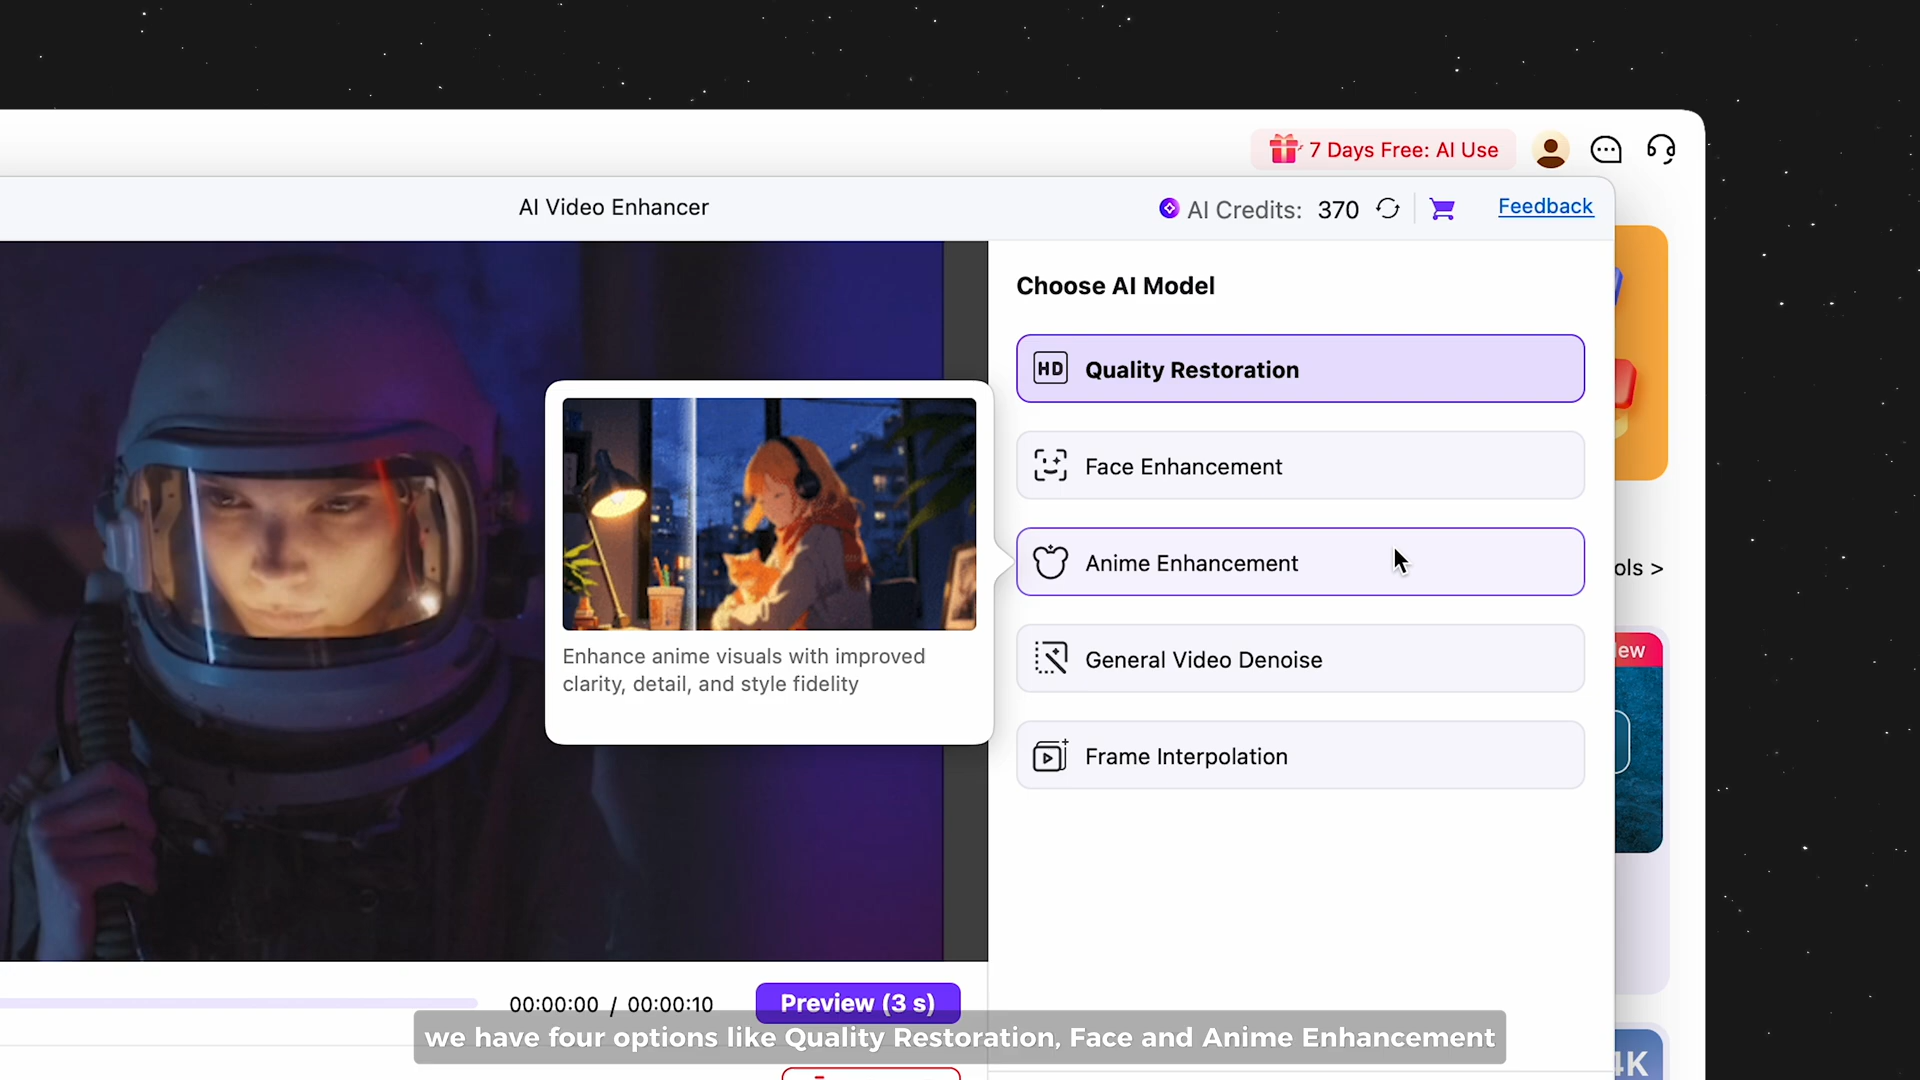 7 Days Free: AI Use
AI Video Enhancer
AI Credits: 370
Feedback
Choose AI Model
HD Quality Restoration
Face Enhancement
Anime Enhancement
Enhance anime visuals with improved
clarity, detail, and style fidelity
General Video Denoise
Frame Interpolation
ols >
ew
00:00:00 / 00:00:10
Preview (3 s)
we have four options like Quality Restoration, Face and Anime Enhancement
4K